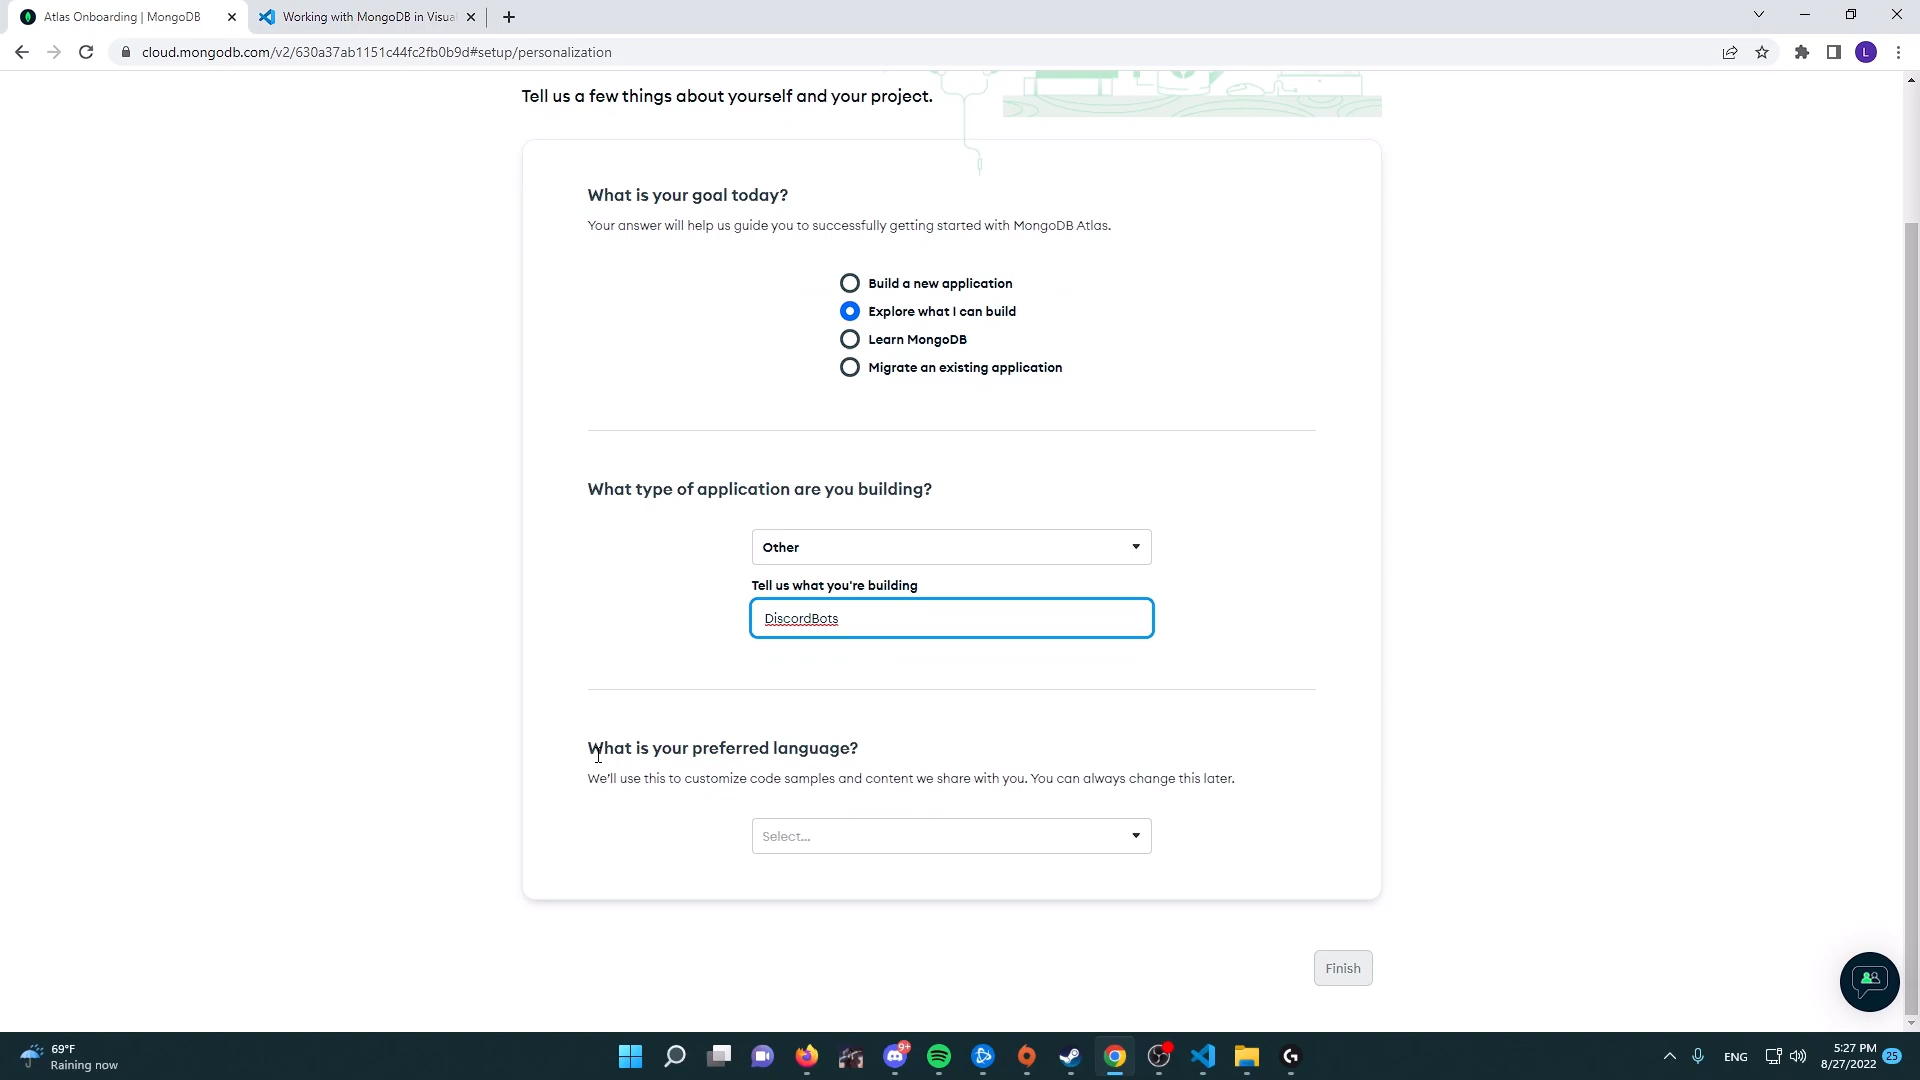 Atlas Onboarding | MongoDB
Working with MongoDB in Visual
cloud.mongodb.com/v2/630a37ab1151c44fc2fb0b9d#setup/personalization
L
Tell us a few things about yourself and your project.
What is your goal today?
Your answer will help us guide you to successfully getting started with MongoDB Atlas.
Build a new application
Explore what I can build
Learn MongoDB
Migrate an existing application
What type of application are you building?
Other
Tell us what you're building
DiscordBots
What is your preferred language?
We'll use this to customize code samples and content we share with you. You can always change this later.
Select...
Finish
69°F
Raining now
9+
ENG
5:27 PM
8/27/2022
25